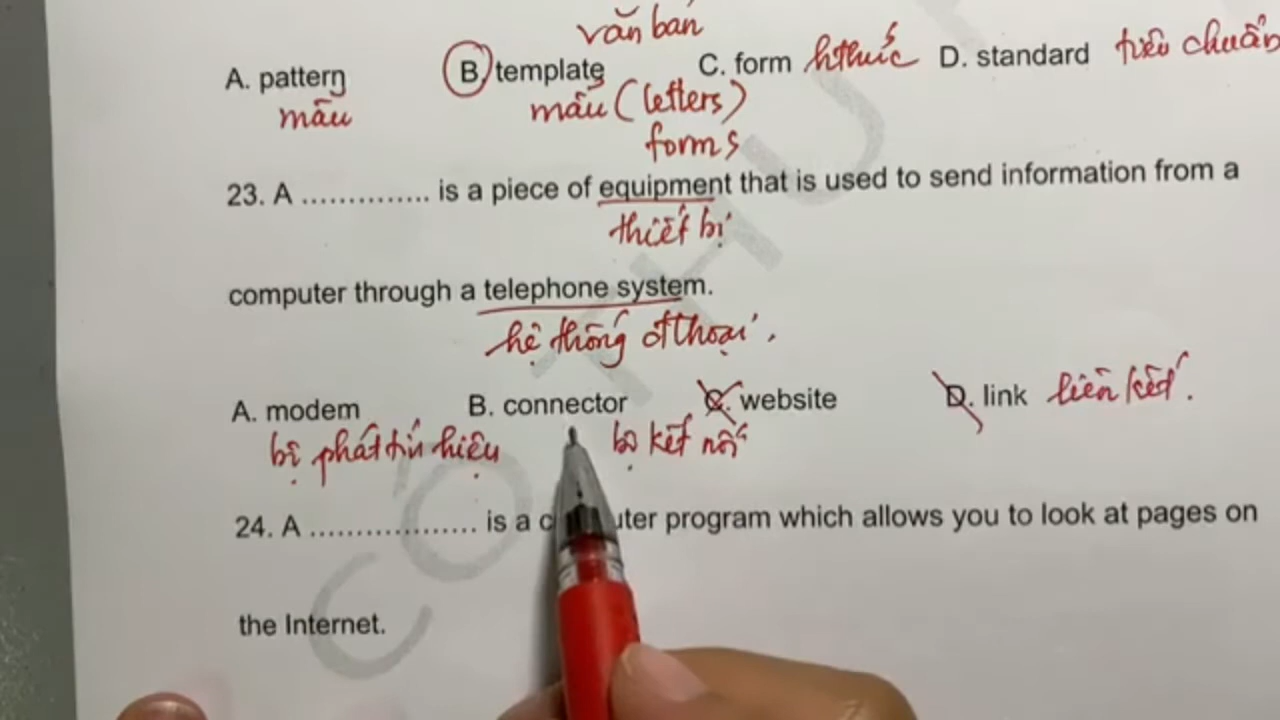 văn bản
A. pattern B. template C. form hthức D. standard tiêu chuẩn
mẫu mẫu (letters)
forms
23. A .............. is a piece of equipment that is used to send information from a
thiết bị
computer through a telephone system.
hệ thống đthoại.
A. modem B. connector C. website D. link liên kết.
bộ phát tín hiệu bộ kết nối
24. A .................. is a uter program which allows you to look at pages on
the Internet.
CÔ THU